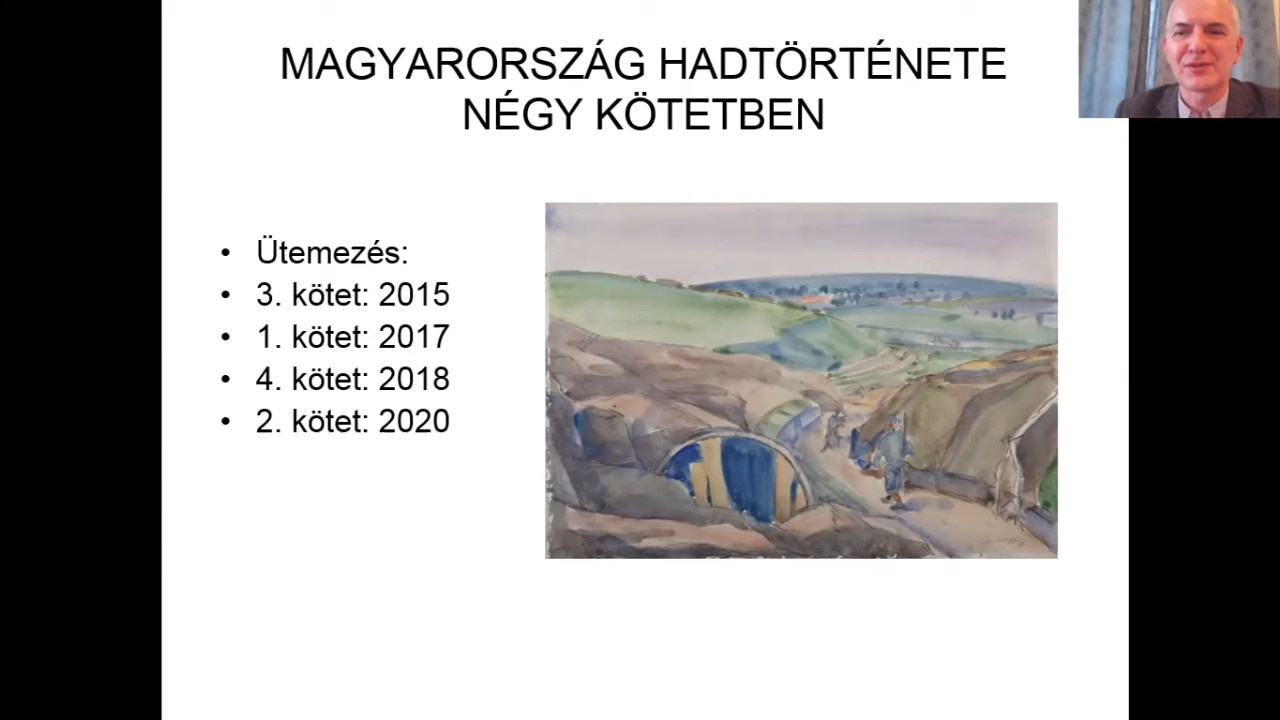 MAGYARORSZÁG HADTÖRTÉNETE
NÉGY KÖTETBEN
• Ütemezés:
• 3. kötet: 2015
• 1. kötet: 2017
• 4. kötet: 2018
• 2. kötet: 2020